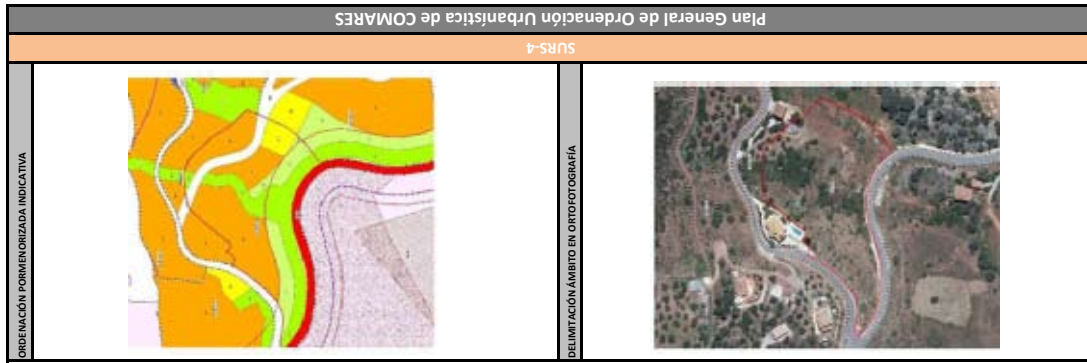 Plan General de Ordenación Urbanística de COMARES
SURS-4
ORDENACIÓN PORMENORIZADA INDICATIVA
DELIMITACIÓN ÁMBITO EN ORTOFOTOGRAFÍA